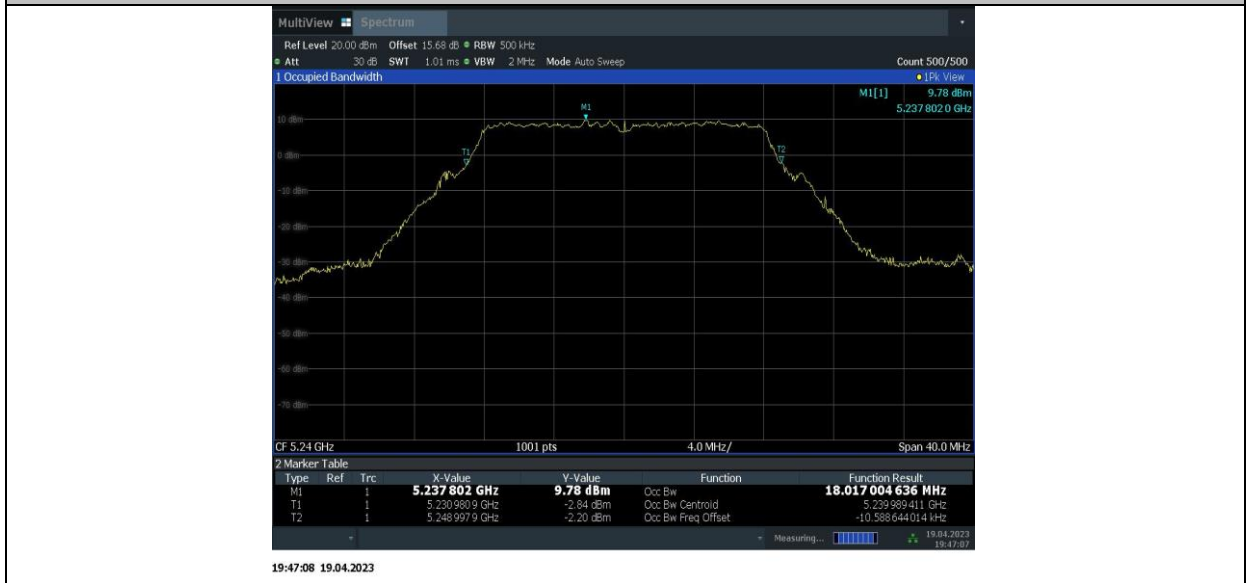 MultiView Spectrum
Ref Level 20.00 dBm Offset 15.68 dB RBW 500 kHz
Att 30 dB SWT 1.01 ms VBW 2 MHz Mode Auto Sweep Count 500/500
1 Occupied Bandwidth 1Pk View
M1[1] 9.78 dBm
5.237 802 0 GHz
M1
10 dBm
T1
T2
0 dBm
-10 dBm
-20 dBm
-30 dBm
-40 dBm
-50 dBm
-60 dBm
-70 dBm
CF 5.24 GHz 1001 pts 4.0 MHz/ Span 40.0 MHz
2 Marker Table
Type Ref Trc X-Value Y-Value Function Function Result
M1 1 5.237 802 GHz 9.78 dBm Occ Bw 18.017 004 636 MHz
T1 1 5.230 980 9 GHz -2.84 dBm Occ Bw Centroid 5.239 989 411 GHz
T2 1 5.248 997 9 GHz -2.20 dBm Occ Bw Freq Offset -10.588 644 014 kHz
Measuring... 19.04.2023
19:47:07
19:47:08 19.04.2023